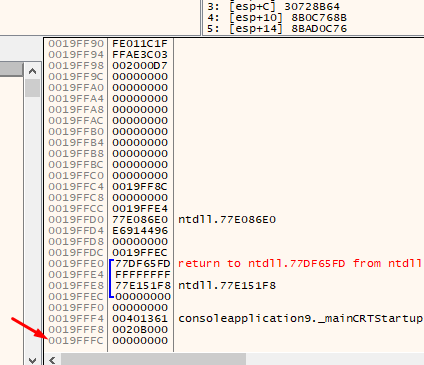 3: [esp+C] 30728B64
4: [esp+10] 8B0C768B
5: [esp+14] 8BAD0C76
0019FF90 FE011C1F
0019FF94 FFAE3C03
0019FF98 002000D7
0019FF9C 00000000
0019FFA0 00000000
0019FFA4 00000000
0019FFA8 00000000
0019FFAC 00000000
0019FFB0 00000000
0019FFB4 00000000
0019FFB8 00000000
0019FFBC 00000000
0019FFC0 00000000
0019FFC4 0019FF8C
0019FFC8 00000000
0019FFCC 0019FFE4
0019FFD0 77E086E0 ntdll.77E086E0
0019FFD4 E6914496
0019FFD8 00000000
0019FFDC 0019FFEC
0019FFE0 77DF65FD return to ntdll.77DF65FD from ntdll
0019FFE4 FFFFFFFF
0019FFE8 77E151F8 ntdll.77E151F8
0019FFEC 00000000
0019FFF0 00000000
0019FFF4 00401361 consoleapplication9._mainCRTStartup
0019FFF8 0020B000
0019FFFC 00000000